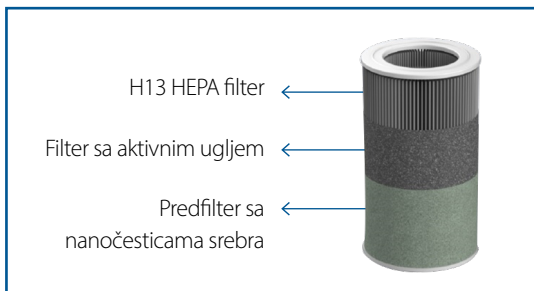 H13 HEPA filter
Filter sa aktivnim ugljem
Predfilter sa
nanočesticama srebra